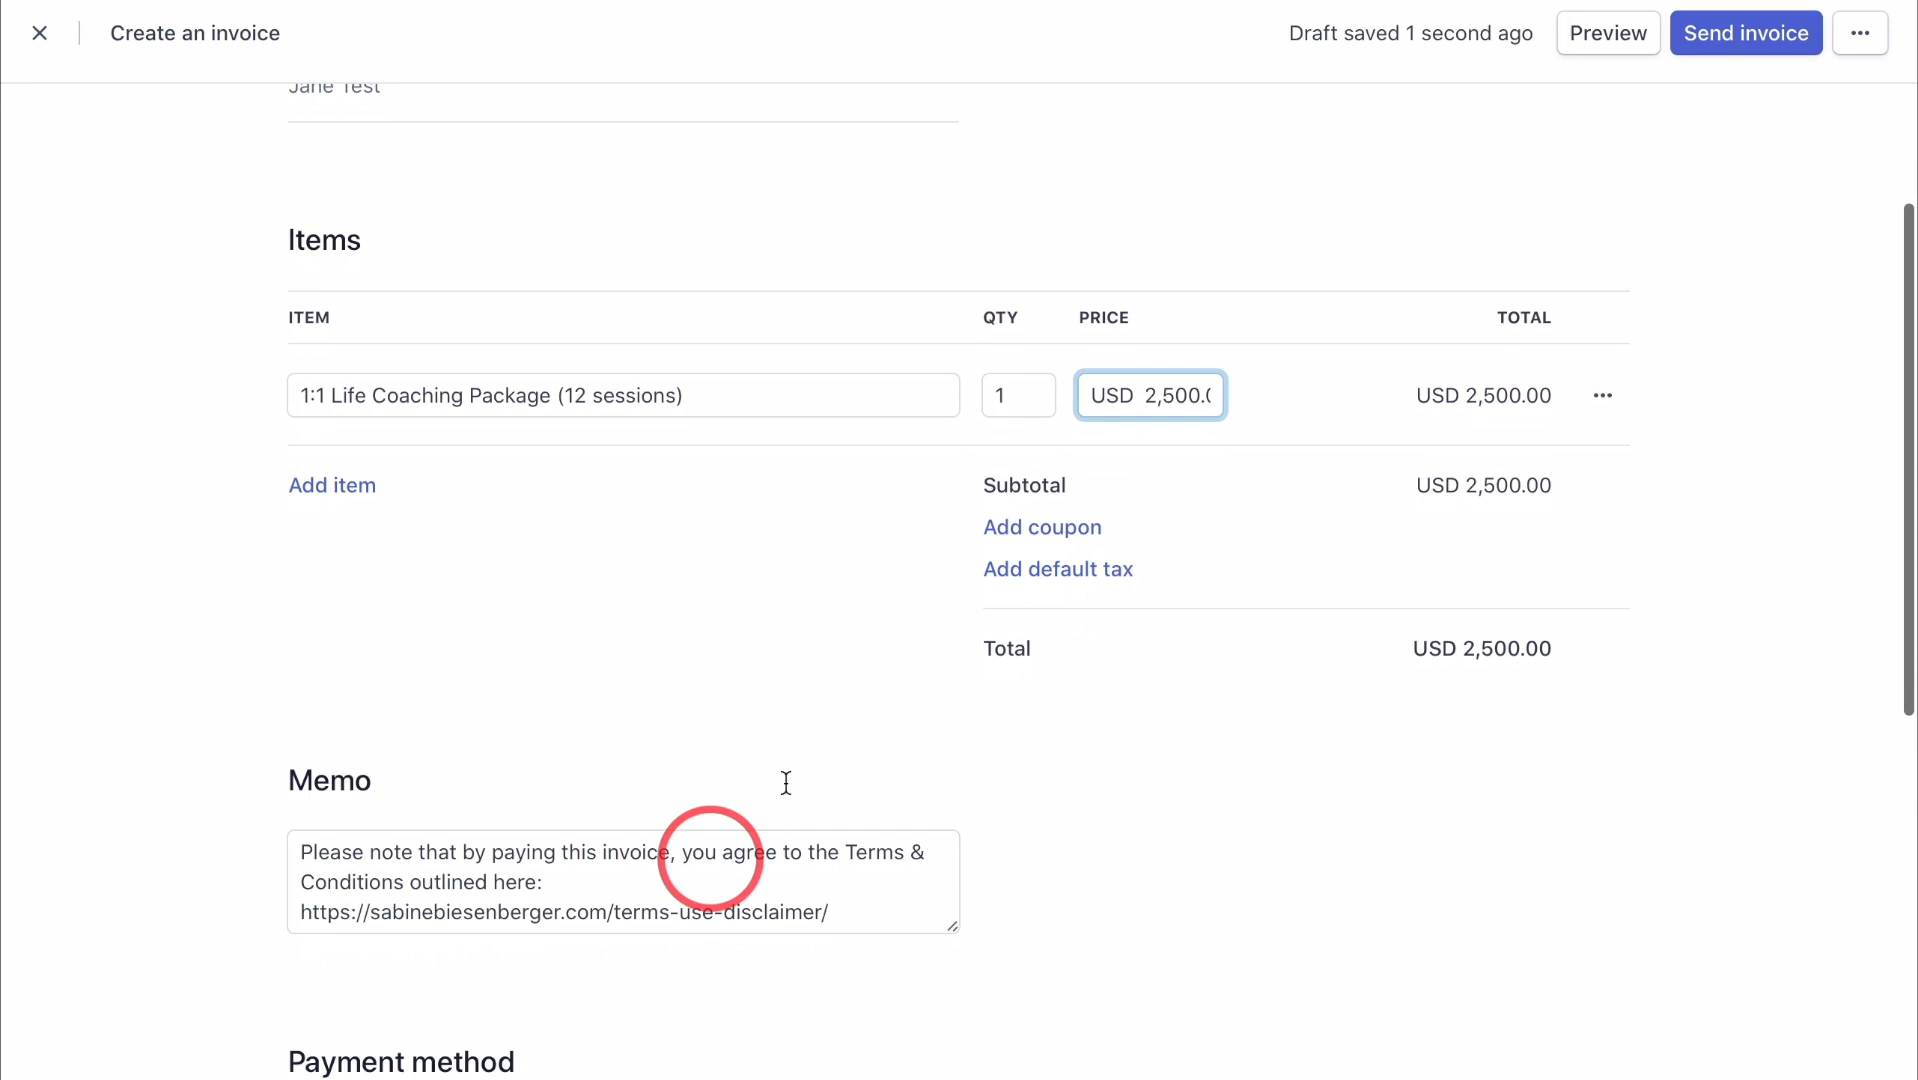 Create an invoice
Draft saved 1 second ago
Preview
Send invoice
Jane Test
Items
ITEM QTY PRICE TOTAL
1:1 Life Coaching Package (12 sessions) 1 USD 2,500.0 USD 2,500.00
Add item
Subtotal USD 2,500.00
Add coupon
Add default tax
Total USD 2,500.00
Memo
Please note that by paying this invoice, you agree to the Terms &
Conditions outlined here:
https://sabinebiesenberger.com/terms-use-disclaimer/
Payment method